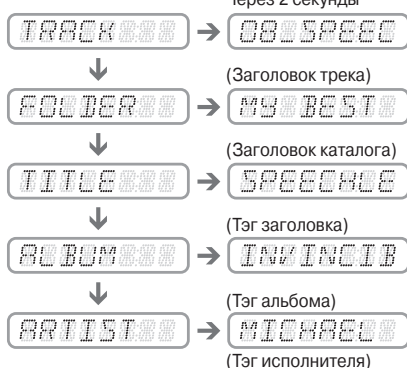 Через 2 секунды
TRACK → 08_SPEEC
(Заголовок трека)
FOLDER → MY BEST
(Заголовок каталога)
TITLE → SPEECHLE
(Тэг заголовка)
ALBUM → INVINCIB
(Тэг альбома)
ARTIST → MICHAEL
(Тэг исполнителя)